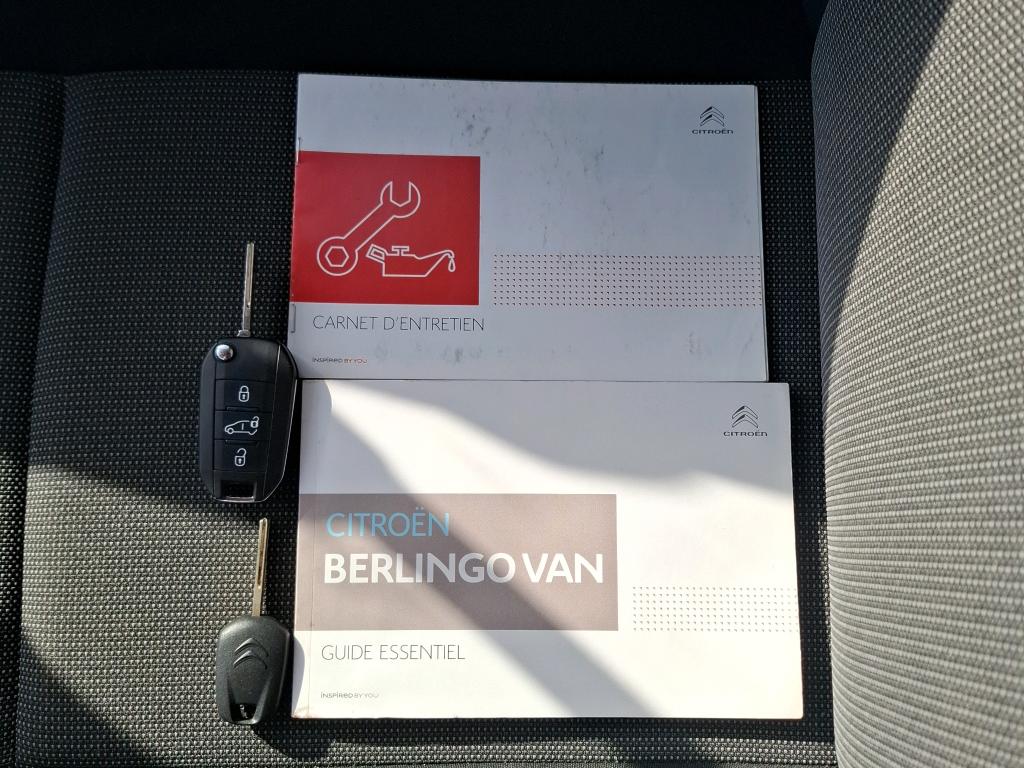 CITROËN
CARNET D'ENTRETIEN
INSPIRED BY YOU
CITROËN
CITROËN
BERLINGO VAN
GUIDE ESSENTIEL
INSPIRED BY YOU